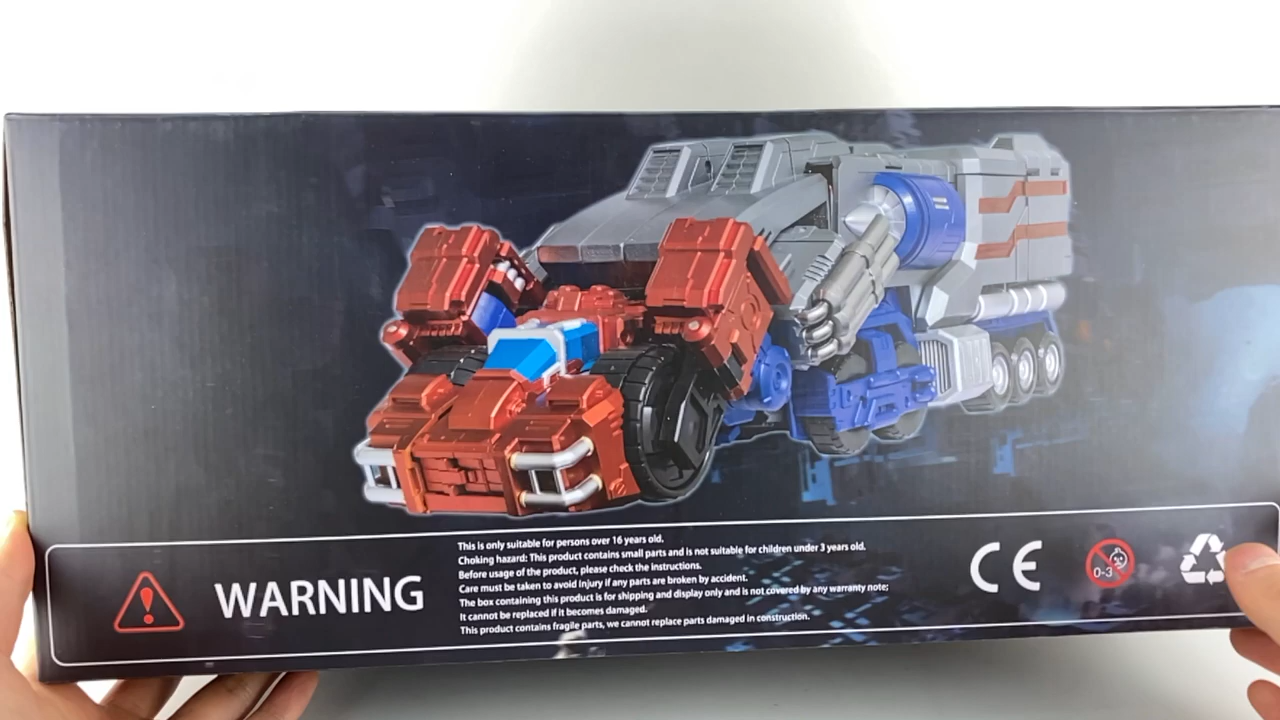 This is only suitable for persons over 16 years old.
Choking hazard: This product contains small parts and is not suitable for children under 3 years old.
Before usage of the product, please check the instructions.
Care must be taken to avoid injury if any parts are broken by accident.
The box containing this product is for shipping and display only and is not covered by any warranty note;
It cannot be replaced if it becomes damaged.
This product contains fragile parts, we cannot replace parts damaged in construction.
WARNING
CE
0-3